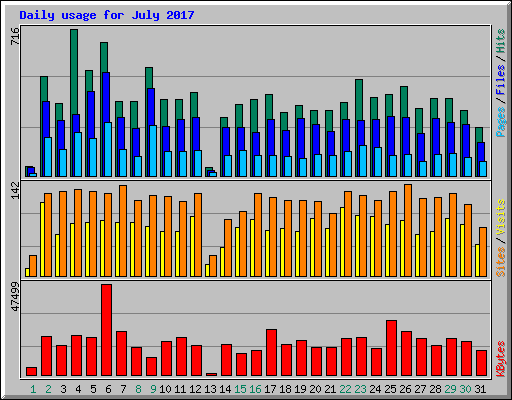 Daily usage for July 2017
716
Pages / Files / Hits
142
Sites / Visits
47499
KBytes
1 2 3 4 5 6 7 8 9 10 11 12 13 14 15 16 17 18 19 20 21 22 23 24 25 26 27 28 29 30 31